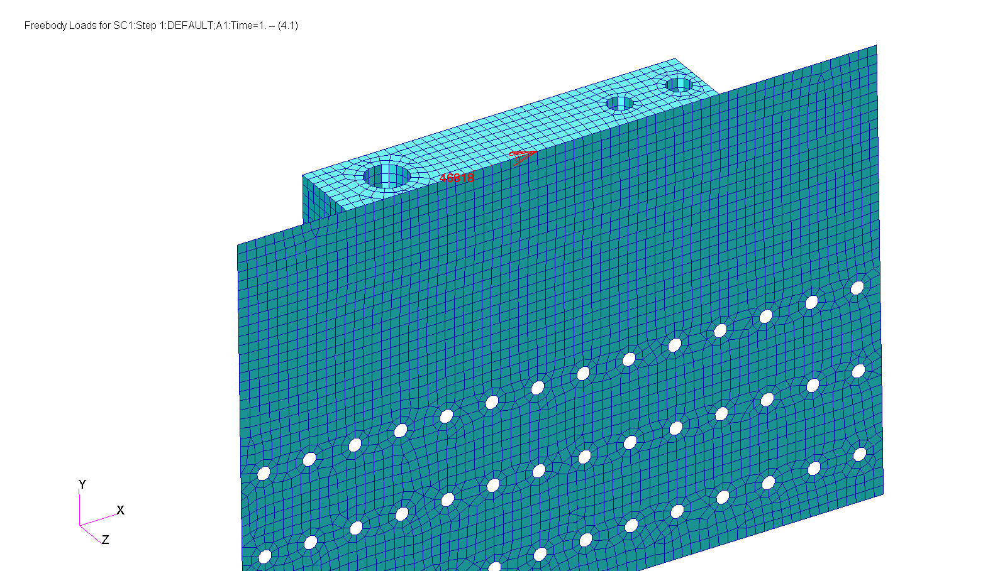 Freebody Loads for SC1:Step 1:DEFAULT;A1:Time=1. -- (4.1)
46818
Y
X
Z